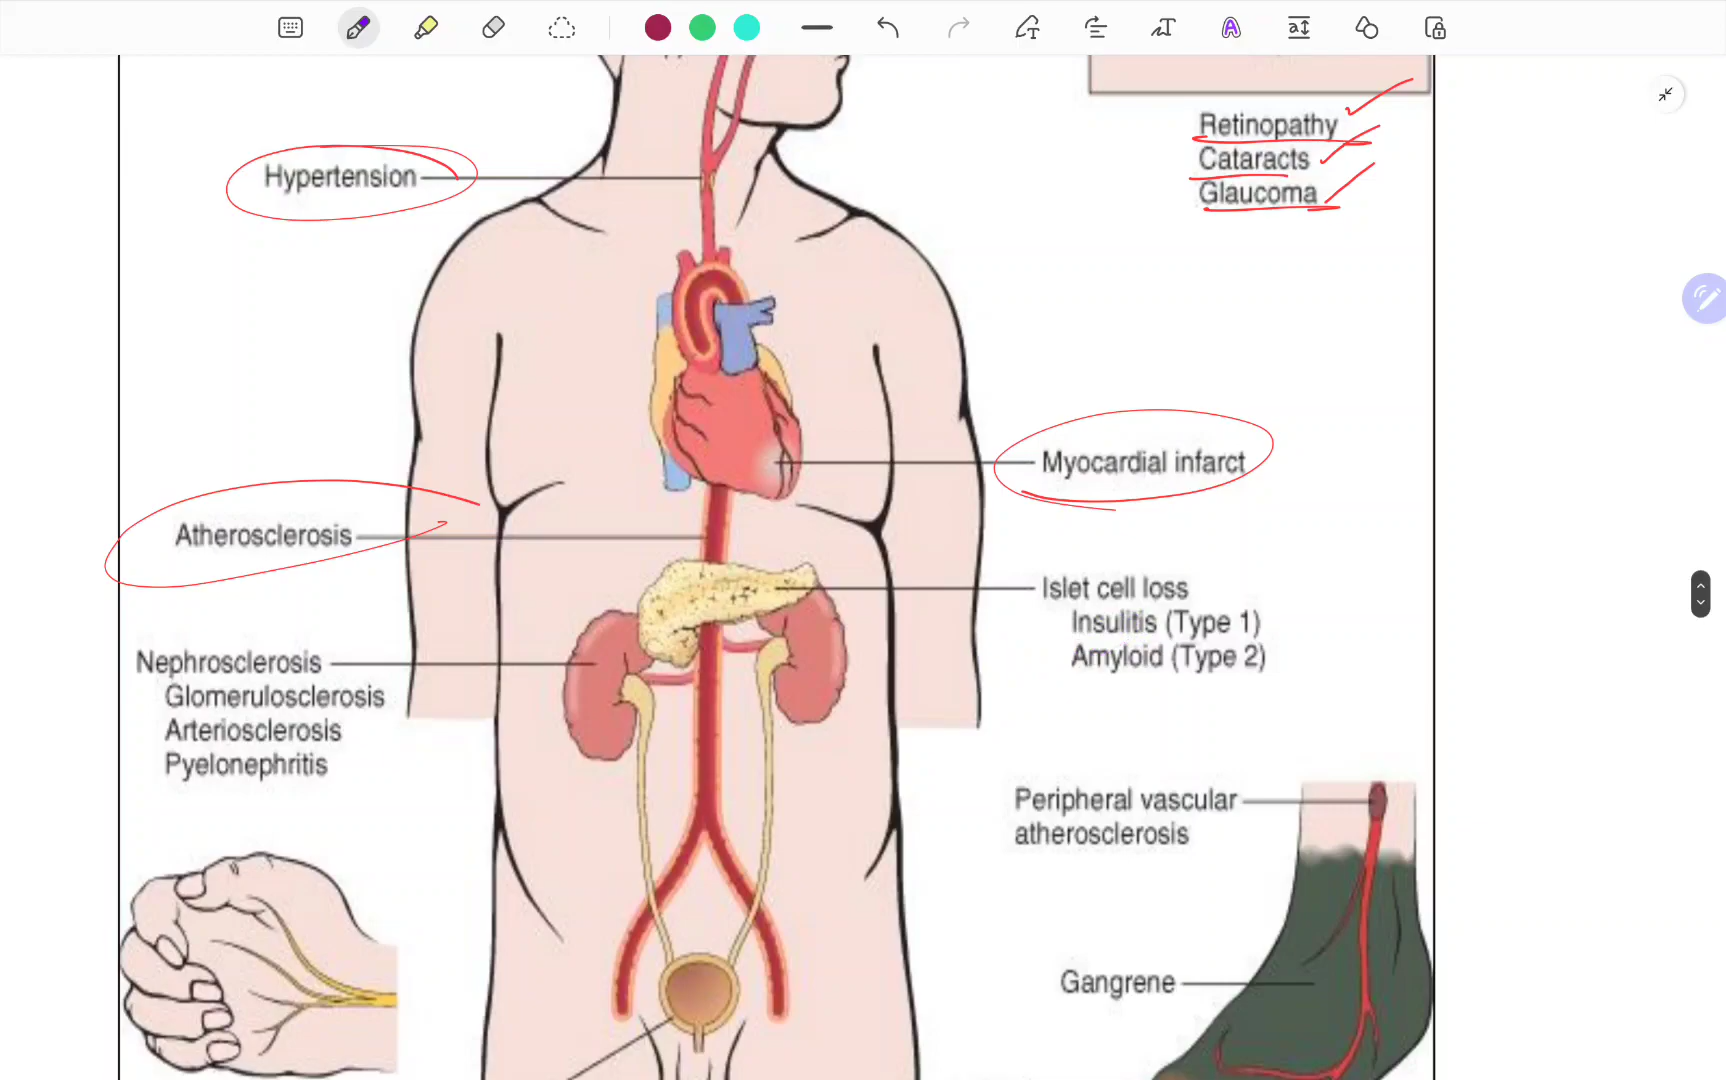 Retinopathy
Cataracts
Glaucoma
Hypertension
Myocardial infarct
Atherosclerosis
Islet cell loss
Insulitis (Type 1)
Amyloid (Type 2)
Nephrosclerosis
Glomerulosclerosis
Arteriosclerosis
Pyelonephritis
Peripheral vascular
atherosclerosis
Gangrene